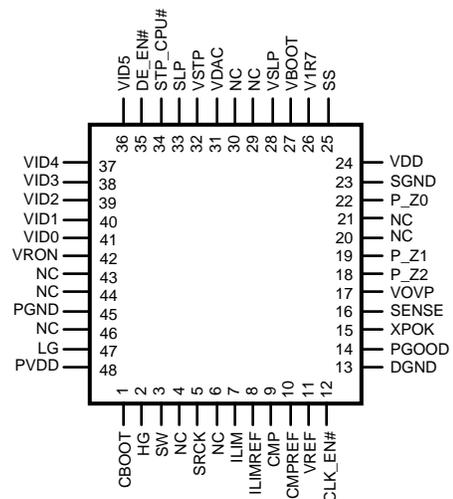 VID5 DE_EN# STP_CPU# SLP VSTP VDAC NC NC VSLP VBOOT V1R7 SS
36 35 34 33 32 31 30 29 28 27 26 25
VID4 37
VID3 38
VID2 39
VID1 40
VID0 41
VRON 42
NC 43
NC 44
PGND 45
NC 46
LG 47
PVDD 48
24 VDD
23 SGND
22 P_Z0
21 NC
20 NC
19 P_Z1
18 P_Z2
17 VOVP
16 SENSE
15 XPOK
14 PGOOD
13 DGND
1 2 3 4 5 6 7 8 9 10 11 12
CBOOT HG SW NC SRCK NC ILIM ILIMREF CMP CMPREF VREF CLK_EN#